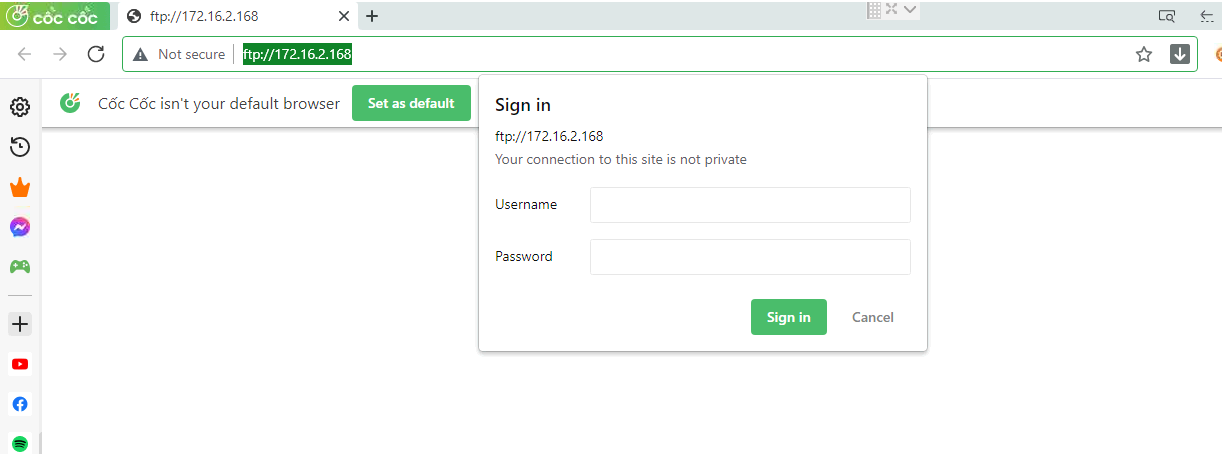 cốc cốc
ftp://172.16.2.168
Not secure
ftp://172.16.2.168
Cốc Cốc isn't your default browser
Set as default
Sign in
ftp://172.16.2.168
Your connection to this site is not private
Username
Password
Sign in
Cancel